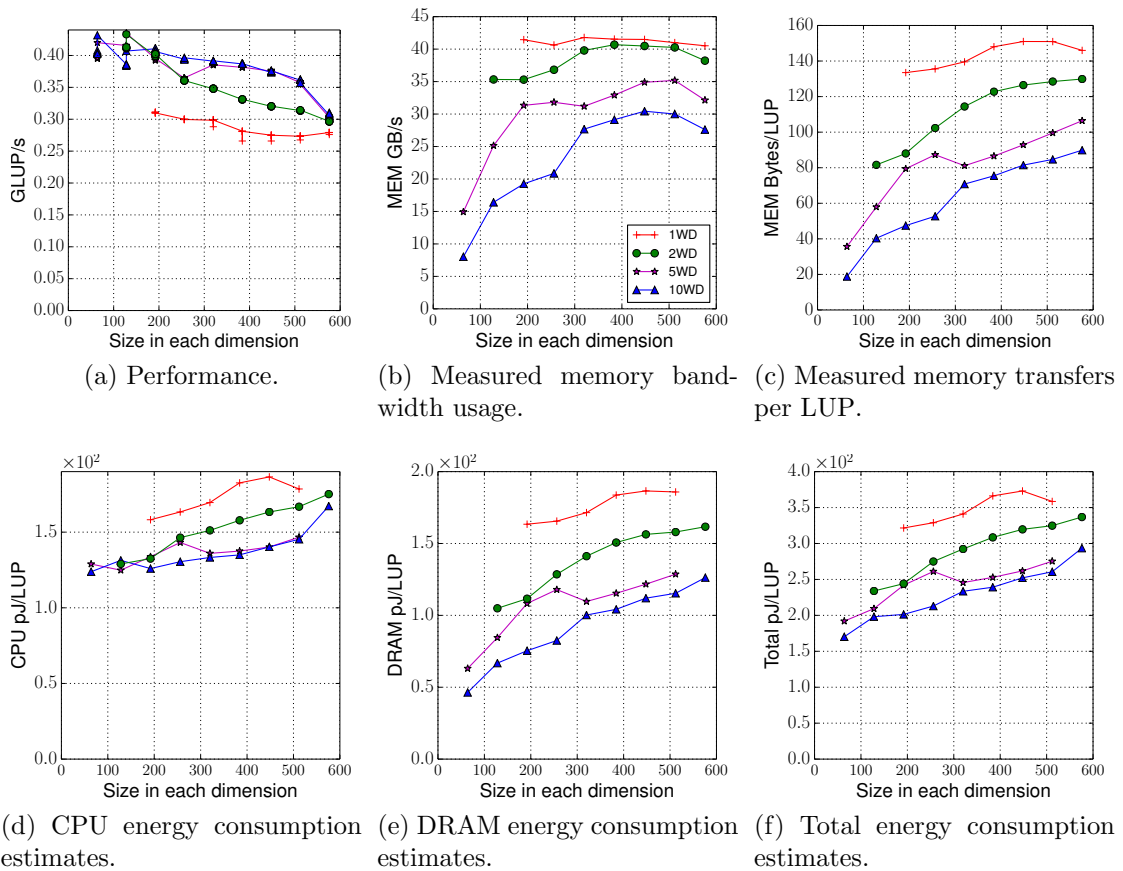 0.40
0.35
0.30
0.25
0.20
0.15
0.10
0.05
0.00
GLUP/s
0 100 200 300 400 500 600
Size in each dimension
(a) Performance.
45
40
35
30
25
20
15
10
5
0
MEM GB/s
1WD
2WD
5WD
10WD
0 100 200 300 400 500 600
Size in each dimension
(b) Measured memory band-
width usage.
160
140
120
100
80
60
40
20
0
MEM Bytes/LUP
0 100 200 300 400 500 600
Size in each dimension
(c) Measured memory transfers
per LUP.
×10²
1.5
1.0
0.5
0.0
CPU pJ/LUP
0 100 200 300 400 500 600
Size in each dimension
(d) CPU energy consumption
estimates.
×10²
2.0
1.5
1.0
0.5
0.0
DRAM pJ/LUP
0 100 200 300 400 500 600
Size in each dimension
(e) DRAM energy consumption
estimates.
×10²
4.0
3.5
3.0
2.5
2.0
1.5
1.0
0.5
0.0
Total pJ/LUP
0 100 200 300 400 500 600
Size in each dimension
(f) Total energy consumption
estimates.